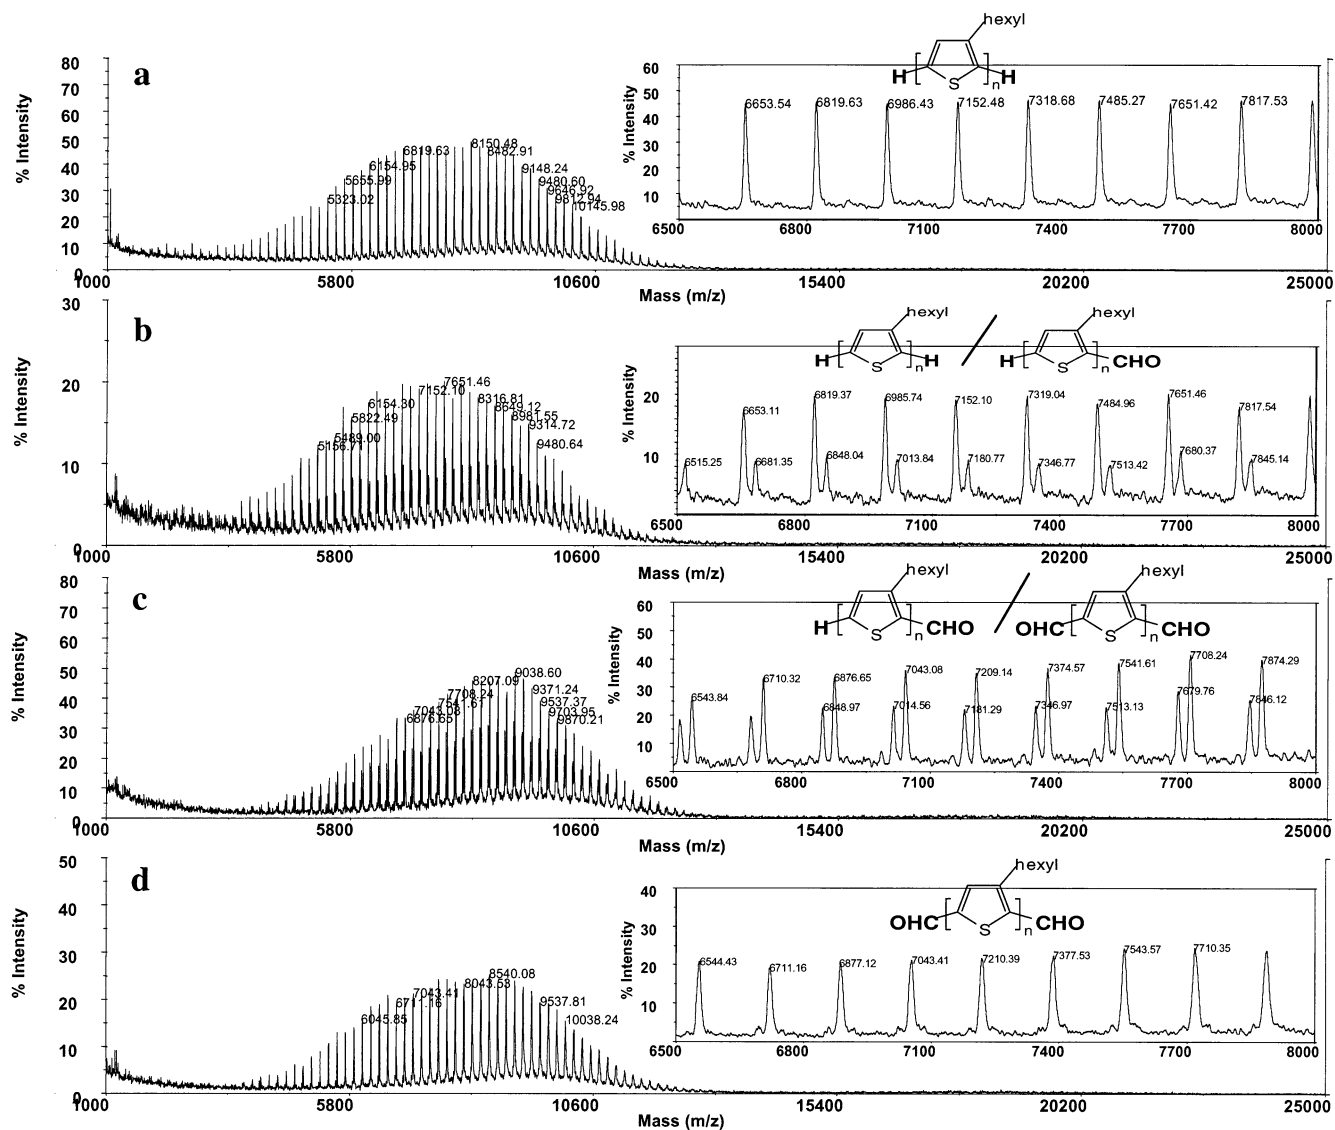 a
hexyl
H [ S ]n H
% Intensity
80
70
60
50
40
30
20
10
0
5323.02
5655.99
6154.95
6819.63
8150.48
8482.91
9148.24
9480.60
9646.92
9812.94
10145.98
1000 5800 10600 15400 20200 25000
Mass (m/z)
% Intensity
60
50
40
30
20
10
6653.54 6819.63 6986.43 7152.48 7318.68 7485.27 7651.42 7817.53
6500 6800 7100 7400 7700 8000
b
hexyl hexyl
H [ S ]n H / H [ S ]n CHO
% Intensity
30
20
10
0
5156.71
5489.00
5822.49
6154.30
7152.10
7651.46
8316.81
8649.12
8981.55
9314.72
9480.64
1000 5800 10600 15400 20200 25000
Mass (m/z)
% Intensity
20
10
6515.25 6653.11 6681.35 6819.37 6848.04 6985.74 7013.84 7152.10 7180.77 7319.04 7346.77 7484.96 7513.42 7651.46 7680.37 7817.54 7845.14
6500 6800 7100 7400 7700 8000
c
hexyl hexyl
H [ S ]n CHO / OHC [ S ]n CHO
% Intensity
80
70
60
50
40
30
20
10
0
6876.65
7043.08
7541.61
7708.24
8207.09
9038.60
9371.24
9537.37
9703.95
9870.21
1000 5800 10600 15400 20200 25000
Mass (m/z)
% Intensity
60
50
40
30
20
10
6543.84 6710.32 6848.97 6876.65 7014.56 7043.08 7181.29 7209.14 7346.97 7374.57 7513.13 7541.61 7679.76 7708.24 7846.12 7874.29
6500 6800 7100 7400 7700 8000
d
hexyl
OHC [ S ]n CHO
% Intensity
50
40
30
20
10
0
6045.85
6711.16
7043.41
8043.53
8540.08
9537.81
10038.24
1000 5800 10600 15400 20200 25000
Mass (m/z)
% Intensity
40
30
20
10
6544.43 6711.16 6877.12 7043.41 7210.39 7377.53 7543.57 7710.35
6500 6800 7100 7400 7700 8000